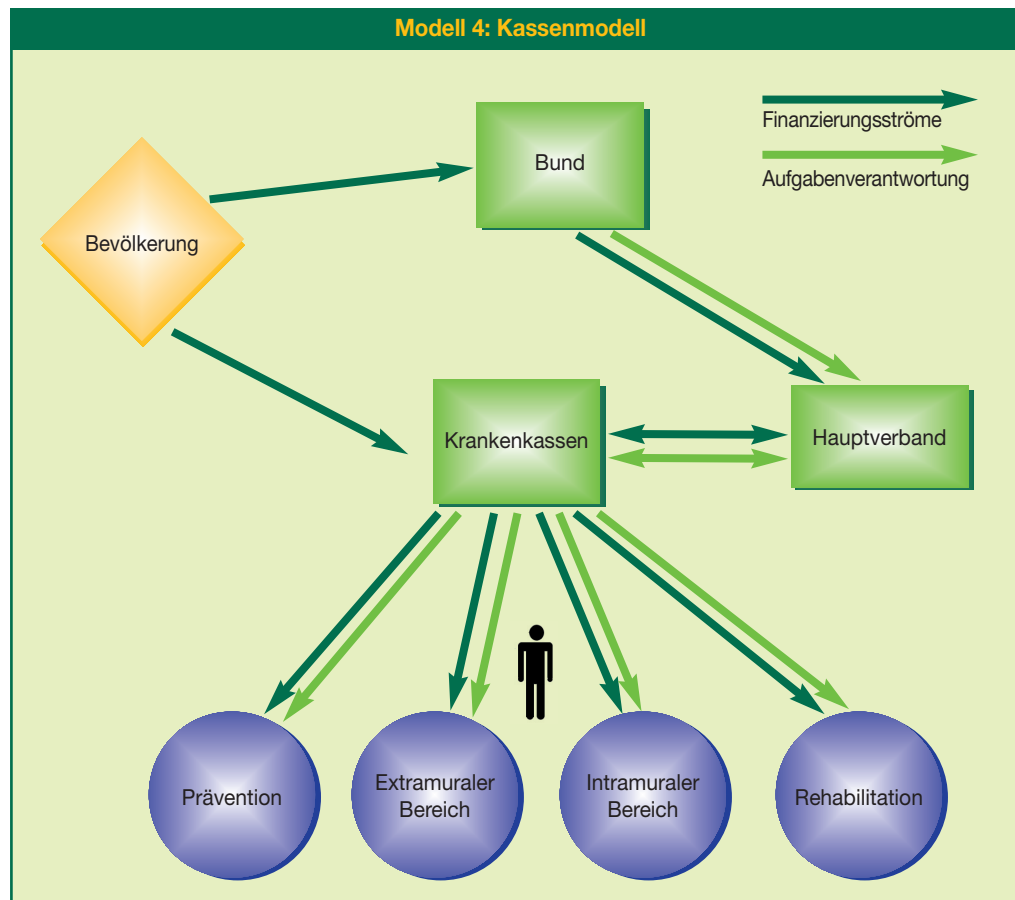 Modell 4: Kassenmodell
Finanzierungsströme
Bund
Aufgabenverantwortung
Bevölkerung
Krankenkassen
Hauptverband
Prävention
Extramuraler
Bereich
Intramuraler
Bereich
Rehabilitation